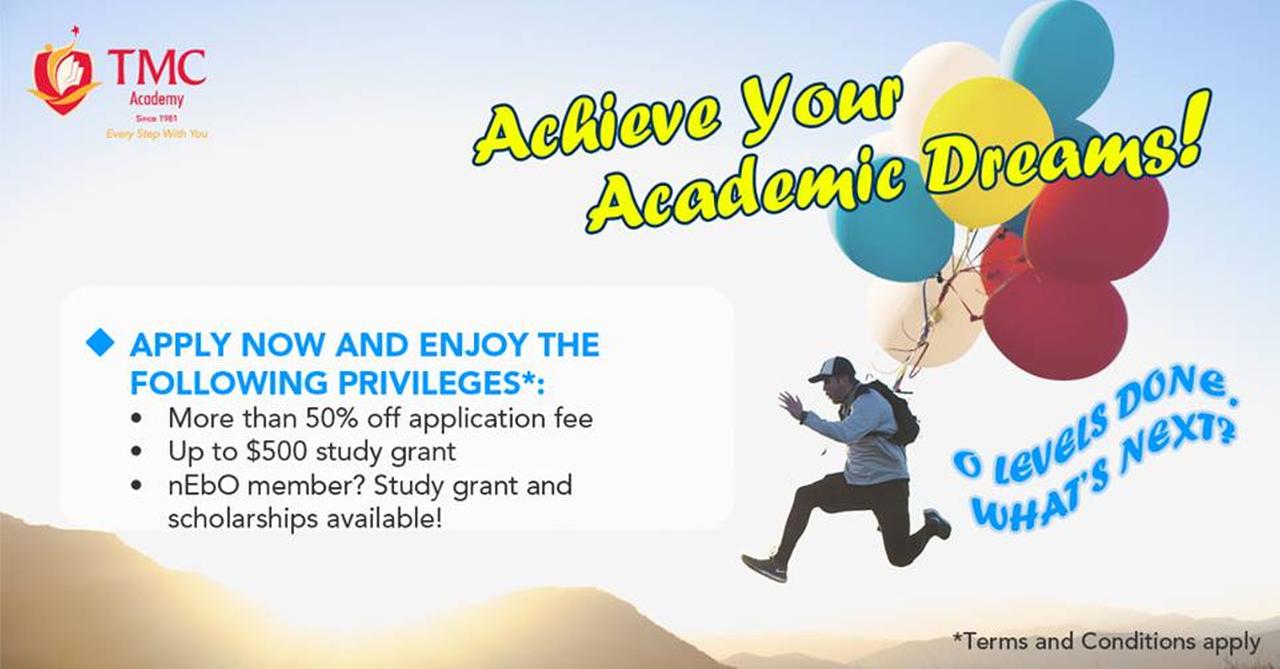 TMC
Academy
Since 1981
Every Step With You
Achieve Your
Academic Dreams!
APPLY NOW AND ENJOY THE
FOLLOWING PRIVILEGES*:
• More than 50% off application fee
• Up to $500 study grant
• nEbO member? Study grant and
scholarships available!
O LEVELS DONE.
WHAT'S NEXT?
*Terms and Conditions apply